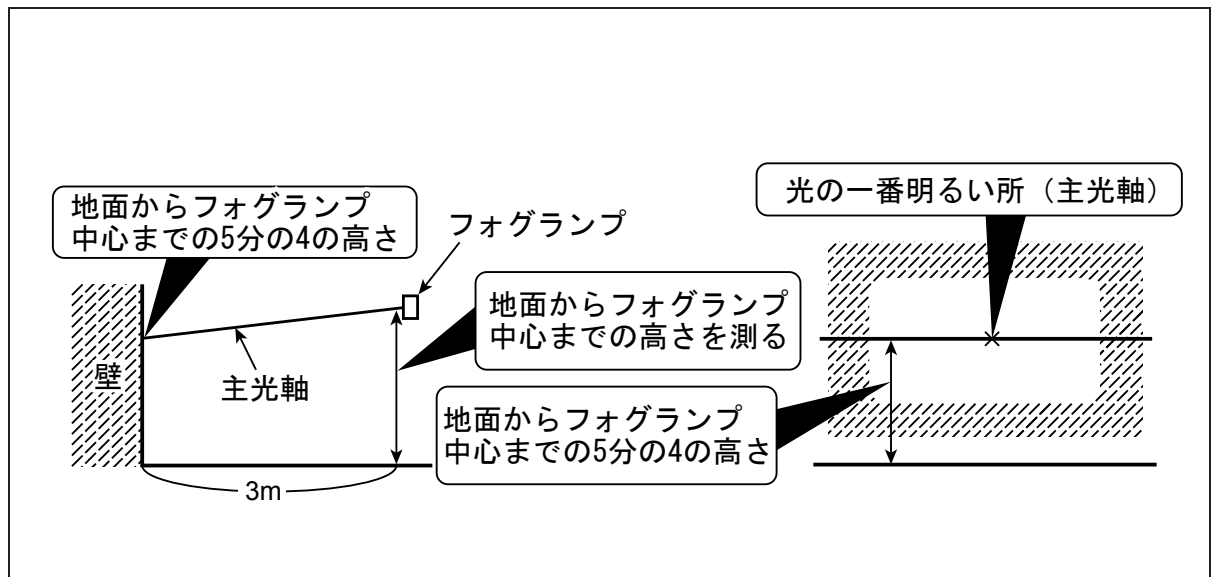 地面からフォグランプ
中心までの5分の4の高さ
フォグランプ
地面からフォグランプ
中心までの高さを測る
壁
主光軸
3m
光の一番明るい所（主光軸）
地面からフォグランプ
中心までの5分の4の高さ